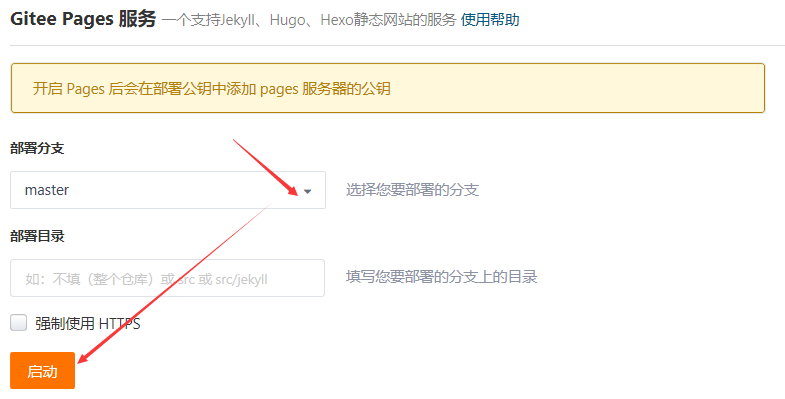 Gitee Pages 服务 一个支持Jekyll、Hugo、Hexo静态网站的服务 使用帮助
开启 Pages 后会在部署公钥中添加 pages 服务器的公钥
部署分支
master 选择您要部署的分支
部署目录
如：不填（整个仓库）或 src 或 src/jekyll 填写您要部署的分支上的目录
强制使用 HTTPS
启动